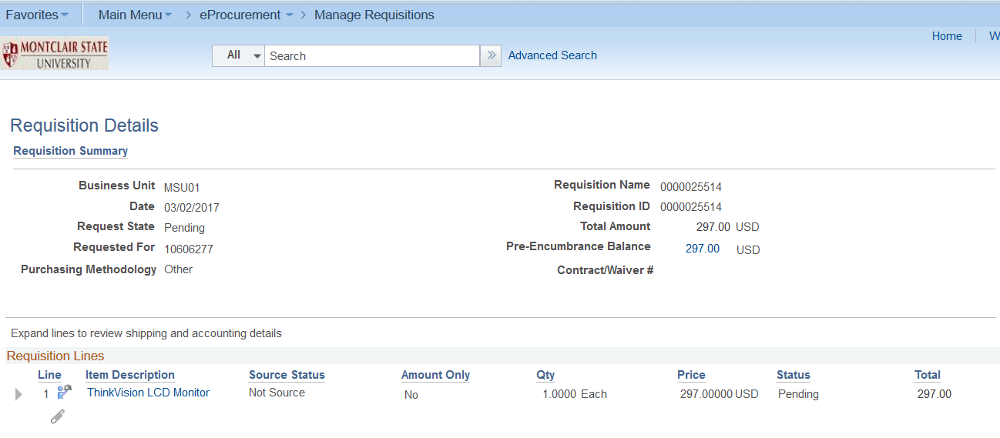 Favorites Main Menu > eProcurement > Manage Requisitions
Home W
MONTCLAIR STATE
UNIVERSITY
All Search » Advanced Search
Requisition Details
Requisition Summary
Business Unit MSU01
Requisition Name 0000025514
Date 03/02/2017
Requisition ID 0000025514
Request State Pending
Total Amount 297.00 USD
Requested For 10606277
Pre-Encumbrance Balance 297.00 USD
Purchasing Methodology Other
Contract/Waiver #
Expand lines to review shipping and accounting details
Requisition Lines
Line Item Description Source Status Amount Only Qty Price Status Total
1 ThinkVision LCD Monitor Not Source No 1.0000 Each 297.00000 USD Pending 297.00